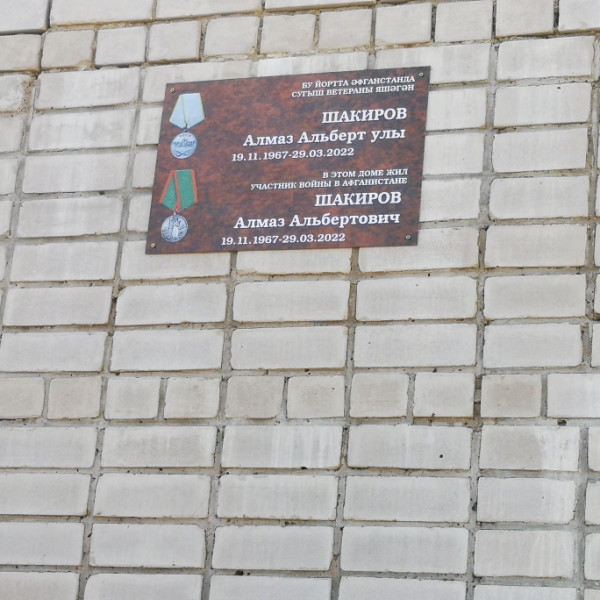 БУ ЙОРТТА ӘФГАНСТАНДА
СУГЫШ ВЕТЕРАНЫ ЯШӘГӘН
ШАКИРОВ
Алмаз Альберт улы
19.11.1967-29.03.2022
В ЭТОМ ДОМЕ ЖИЛ
УЧАСТНИК ВОЙНЫ В АФГАНИСТАНЕ
ШАКИРОВ
Алмаз Альбертович
19.11.1967-29.03.2022